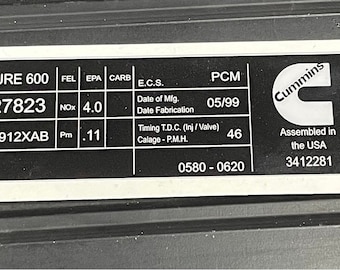 URE 600 FEL EPA CARB E.C.S. PCM
27823 NOx 4.0 Date of Mfg. Date Fabrication 05/99
912XAB Pm .11 Timing T.D.C. (Inj / Valve) Calage - P.M.H. 46
0580 - 0620
Cummins
Assembled in
the USA
3412281